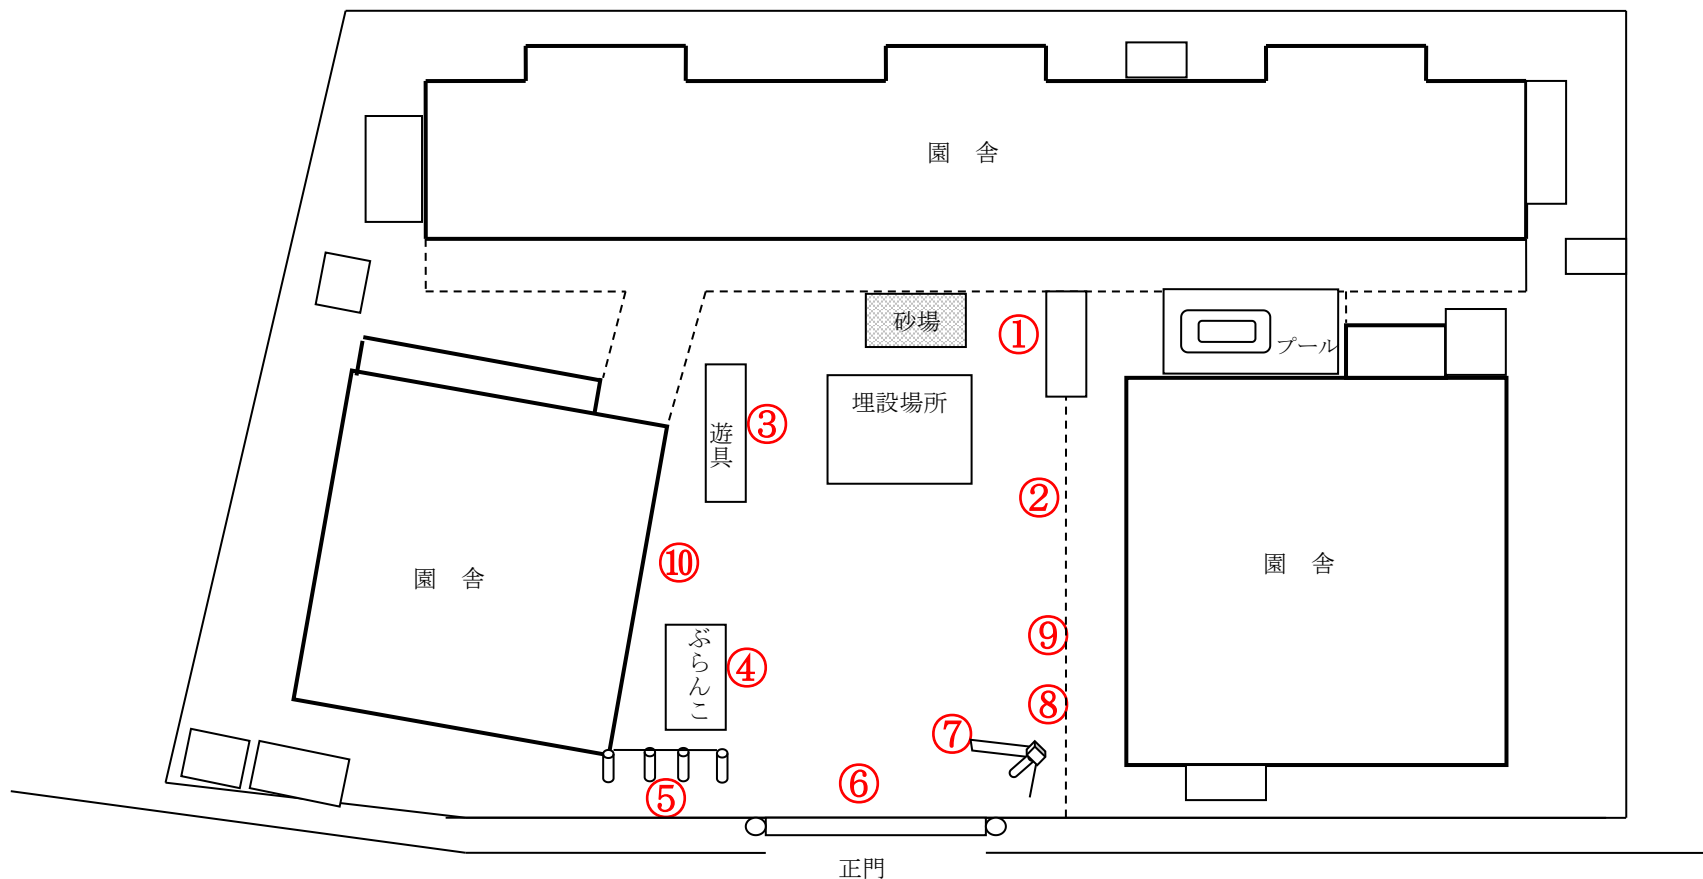 園　舎
砂場
①
プール
埋設場所
③
遊具
②
⑩
園　舎
園　舎
⑨
ぶらんこ
④
⑧
⑦
⑥
⑤
正門